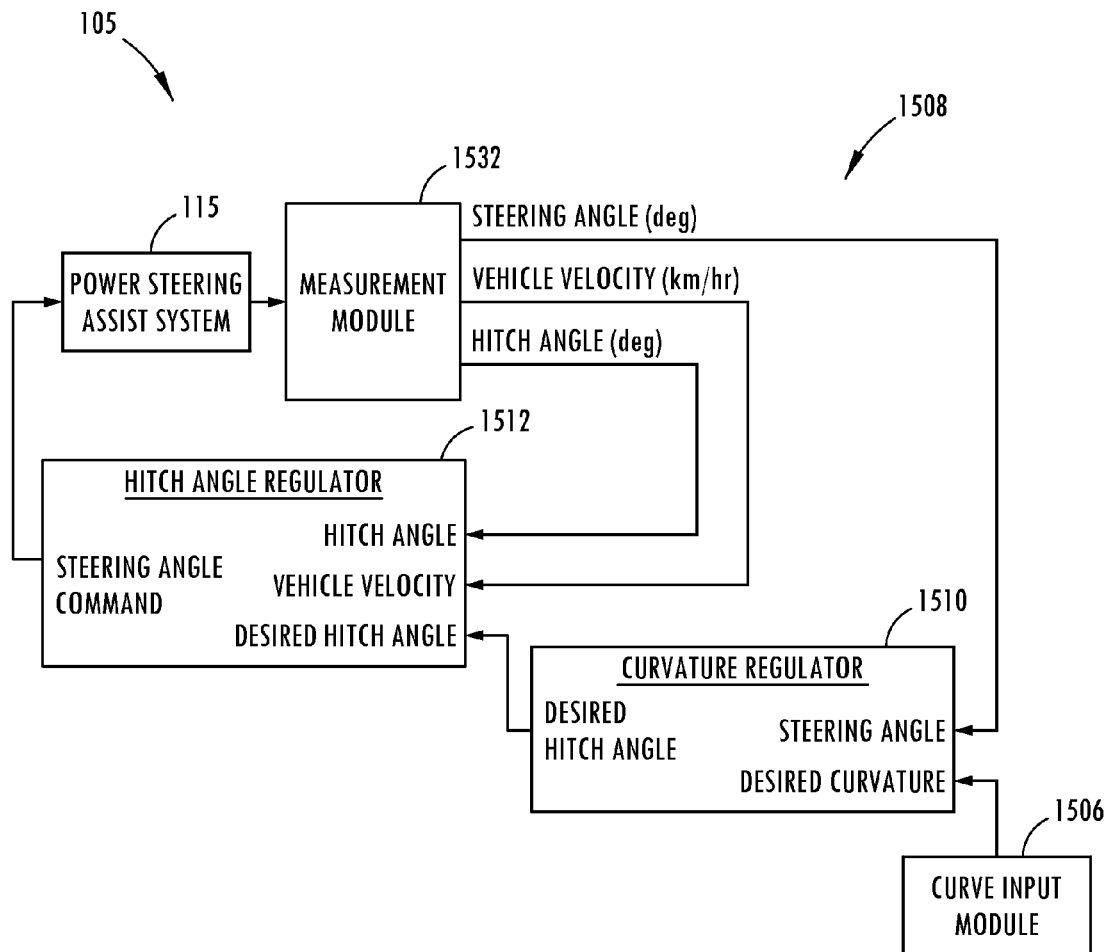 105
1508
1532
115
STEERING ANGLE (deg)
POWER STEERING
ASSIST SYSTEM
MEASUREMENT
MODULE
VEHICLE VELOCITY (km/hr)
HITCH ANGLE (deg)
1512
HITCH ANGLE REGULATOR
HITCH ANGLE
STEERING ANGLE
COMMAND
VEHICLE VELOCITY
DESIRED HITCH ANGLE
1510
CURVATURE REGULATOR
DESIRED
HITCH ANGLE
STEERING ANGLE
DESIRED CURVATURE
1506
CURVE INPUT
MODULE